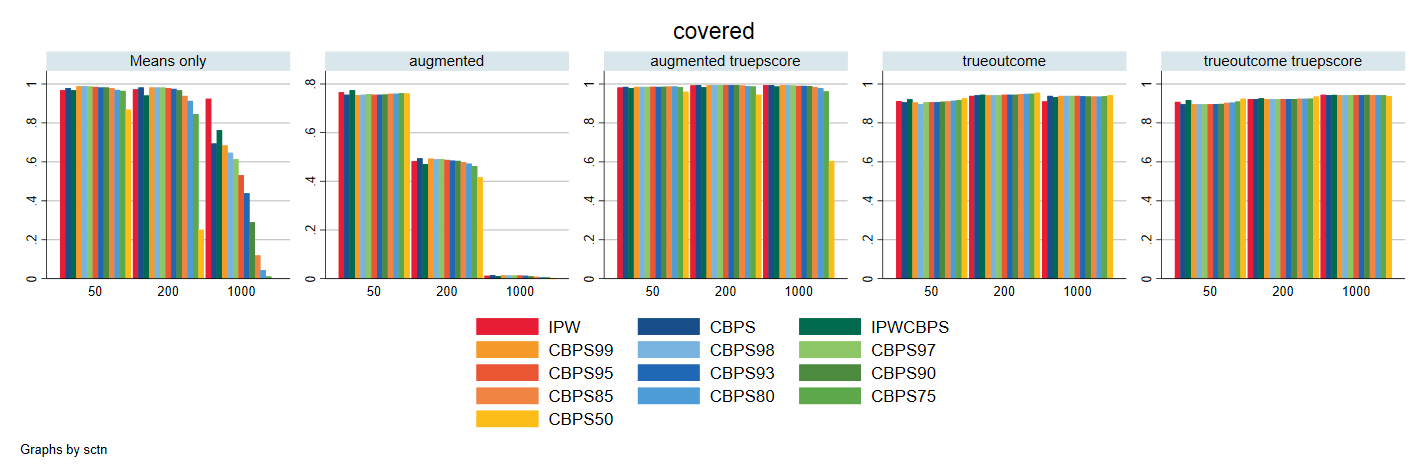 covered
Means only
augmented
augmented truepscore
trueoutcome
trueoutcome truepscore
0 .2 .4 .6 .8 1
0 .2 .4 .6 .8
0 .2 .4 .6 .8 1
0 .2 .4 .6 .8 1
0 .2 .4 .6 .8 1
50 200 1000
50 200 1000
50 200 1000
50 200 1000
50 200 1000
IPW CBPS IPWCBPS
CBPS99 CBPS98 CBPS97
CBPS95 CBPS93 CBPS90
CBPS85 CBPS80 CBPS75
CBPS50
Graphs by sctn